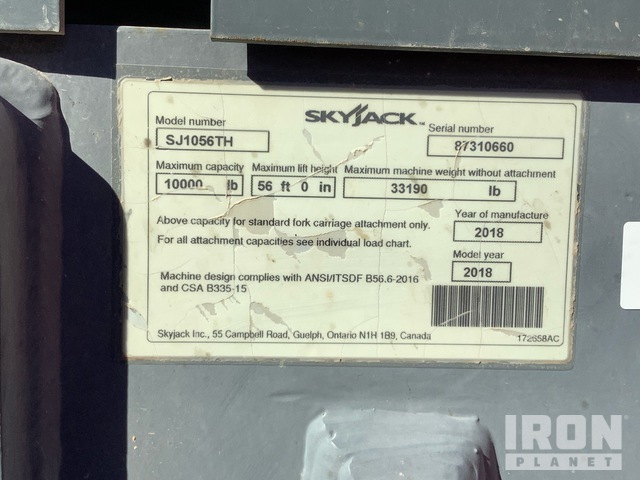 SKYJACK
Model number
SJ1056TH
Serial number
87310660
Maximum capacity
10000 lb
Maximum lift height
56 ft 0 in
Maximum machine weight without attachment
33190 lb
Above capacity for standard fork carriage attachment only.
For all attachment capacities see individual load chart.
Year of manufacture
2018
Model year
2018
Machine design complies with ANSI/ITSDF B56.6-2016
and CSA B335-15
Skyjack Inc., 55 Campbell Road, Guelph, Ontario N1H 1B9, Canada
172658AC
IRON
PLANET